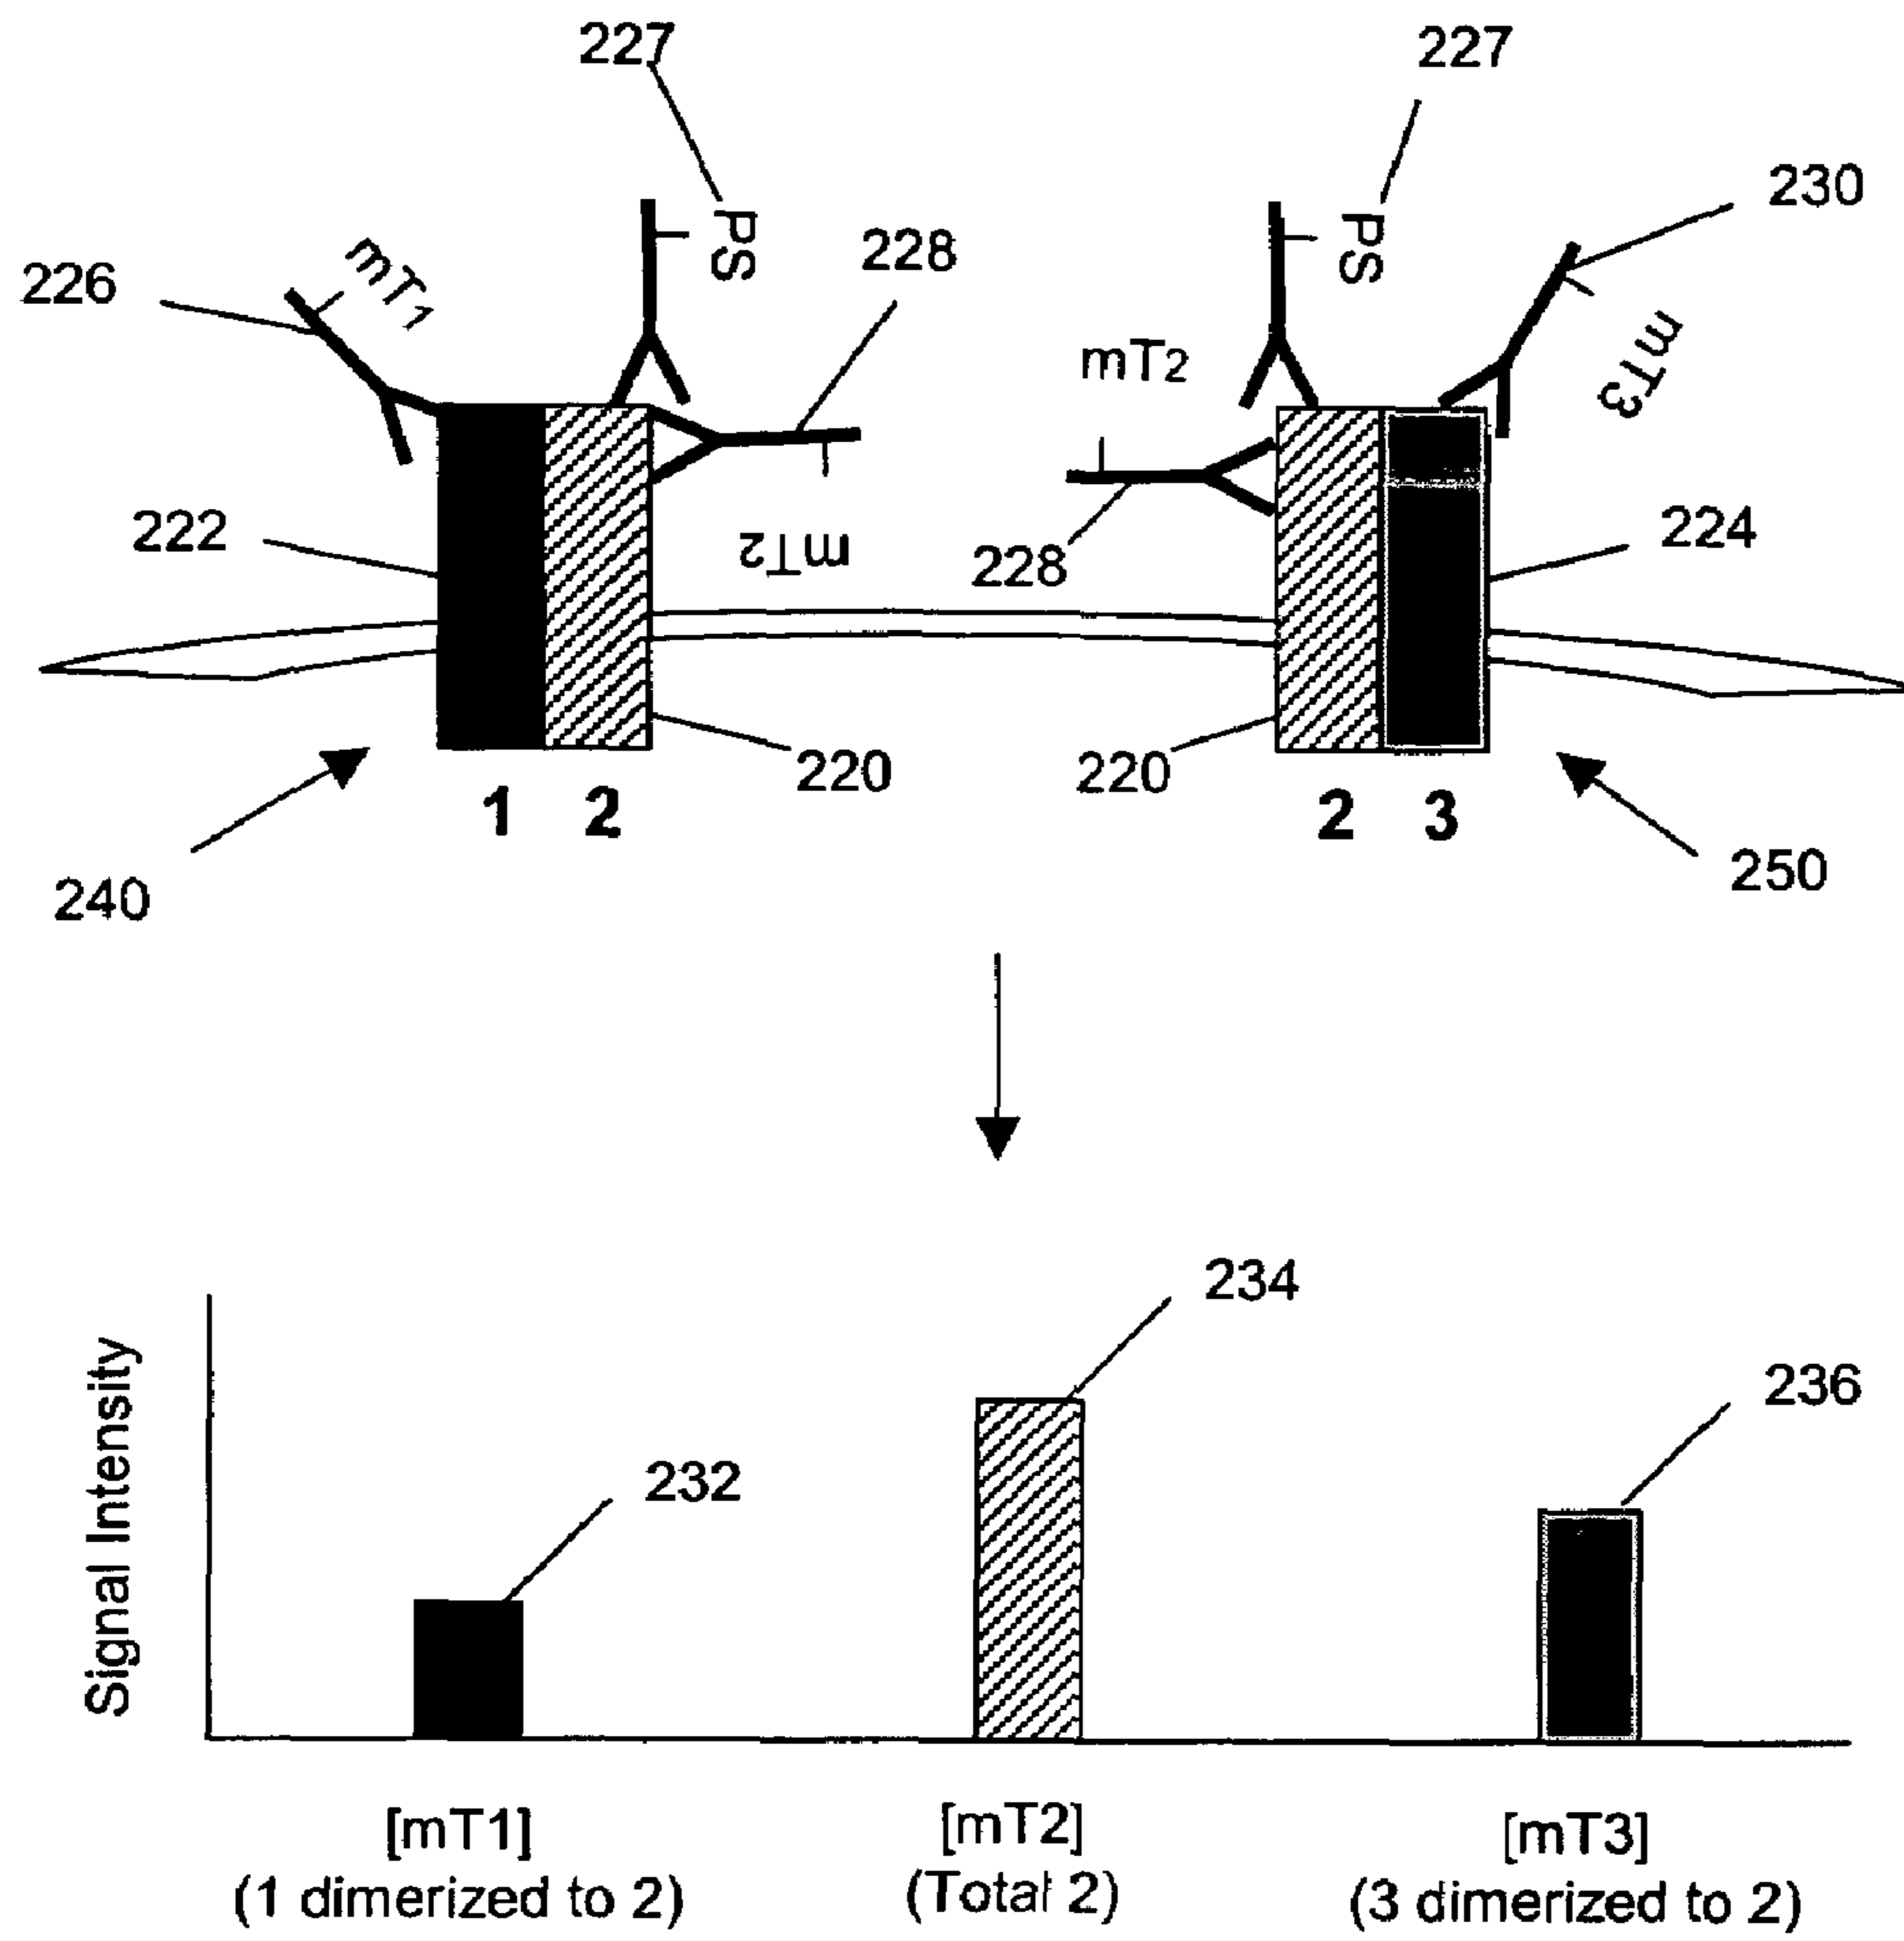 227
227
230
226
mT1
PS
228
PS
mT2
mT3
222
mT2
228
224
220
220
1 2
2 3
240
250
234
236
232
Signal Intensity
[mT1]
(1 dimerized to 2)
[mT2]
(Total 2)
[mT3]
(3 dimerized to 2)